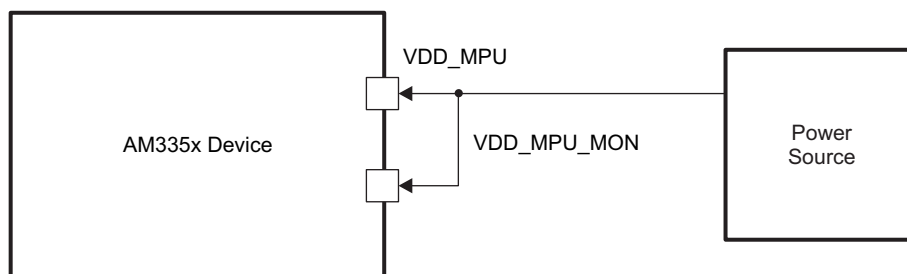 VDD_MPU
AM335x Device
VDD_MPU_MON
Power
Source